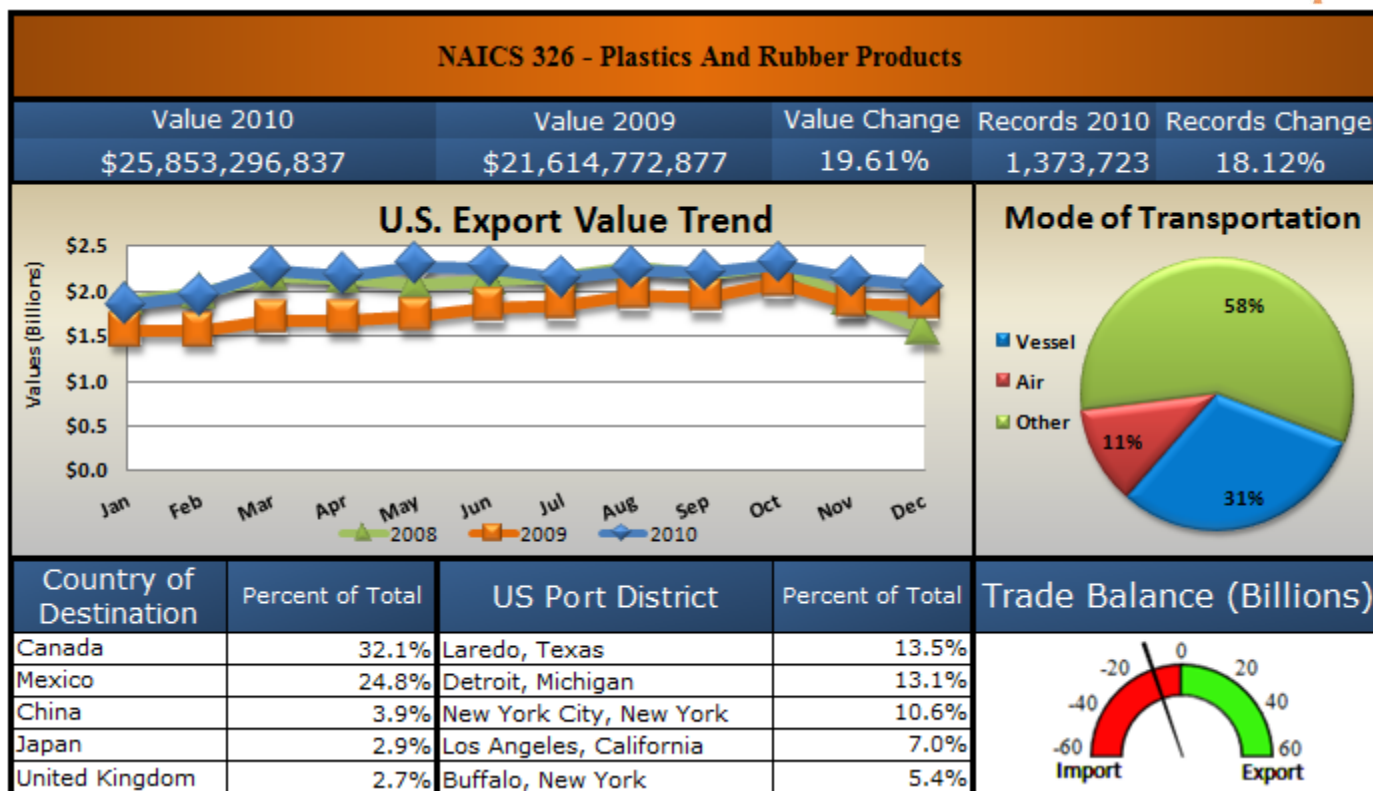 NAICS 326 - Plastics And Rubber Products
Value 2010 Value 2009 Value Change Records 2010 Records Change
$25,853,296,837 $21,614,772,877 19.61% 1,373,723 18.12%
U.S. Export Value Trend
Values (Billions)
$2.5
$2.0
$1.5
$1.0
$0.5
$0.0
Jan Feb Mar Apr May Jun Jul Aug Sep Oct Nov Dec
2008 2009 2010
Mode of Transportation
Vessel
Air
Other
58%
11%
31%
Country of Destination Percent of Total US Port District Percent of Total
Canada 32.1% Laredo, Texas 13.5%
Mexico 24.8% Detroit, Michigan 13.1%
China 3.9% New York City, New York 10.6%
Japan 2.9% Los Angeles, California 7.0%
United Kingdom 2.7% Buffalo, New York 5.4%
Trade Balance (Billions)
-60 -40 -20 0 20 40 60
Import Export